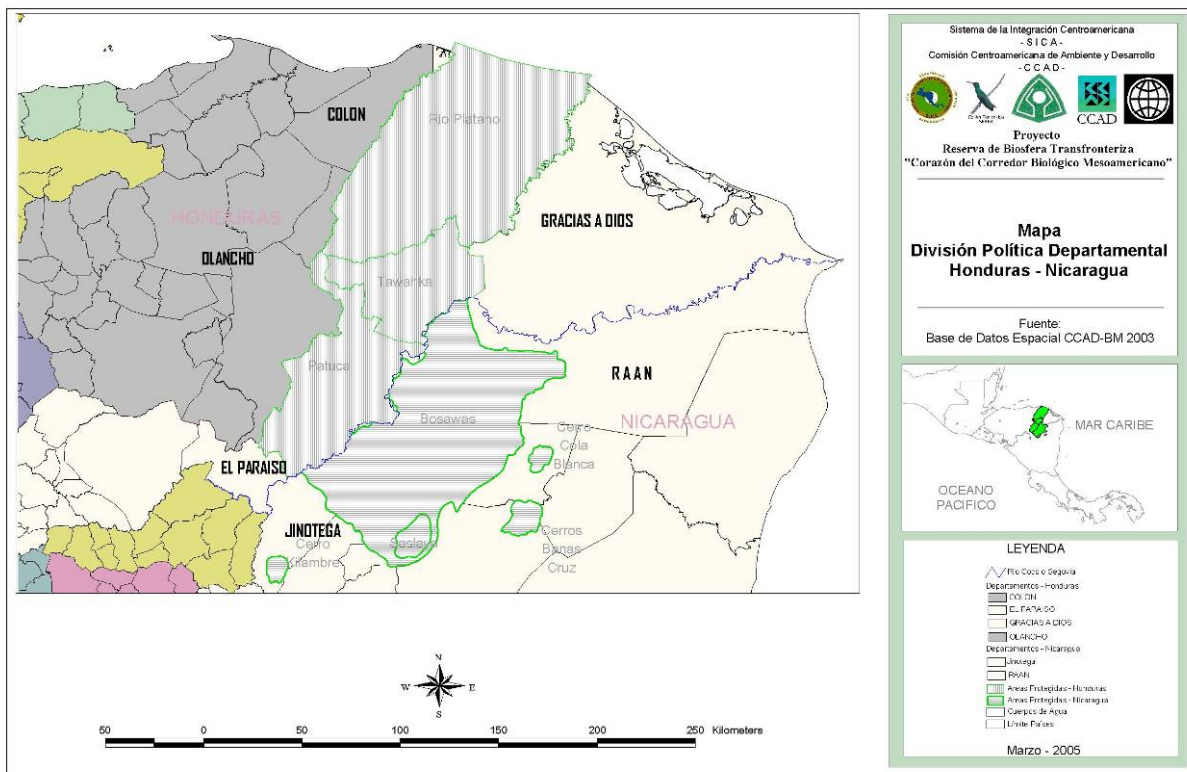 COLON
Rio Platano
HONDURAS
GRACIAS A DIOS
OLANCHO
Tawahka
Patuca
RAAN
Bosawas
NICARAGUA
Cerro
Cola
Blanca
EL PARAISO
JINOTEGA
Cerro
Kilambre
Saslaya
Cerros
Banas
Cruz
N
W E
S
50 0 50 100 150 200 250 Kilometers
Sistema de la Integración Centroamericana
- SICA -
Comisión Centroamericana de Ambiente y Desarrollo
- CCAD -
CCAD
Proyecto
Reserva de Biosfera Transfronteriza
"Corazón del Corredor Biológico Mesoamericano"
Mapa
División Política Departamental
Honduras - Nicaragua
Fuente:
Base de Datos Espacial CCAD-BM 2003
MAR CARIBE
OCEANO
PACIFICO
LEYENDA
Río Coco o Segovia
Departamentos - Honduras
COLON
EL PARAISO
GRACIAS A DIOS
OLANCHO
Departamentos - Nicaragua
Jinotega
RAAN
Areas Protegidas - Honduras
Areas Protegidas - Nicaragua
Cuerpos de Agua
Límite Países
Marzo - 2005